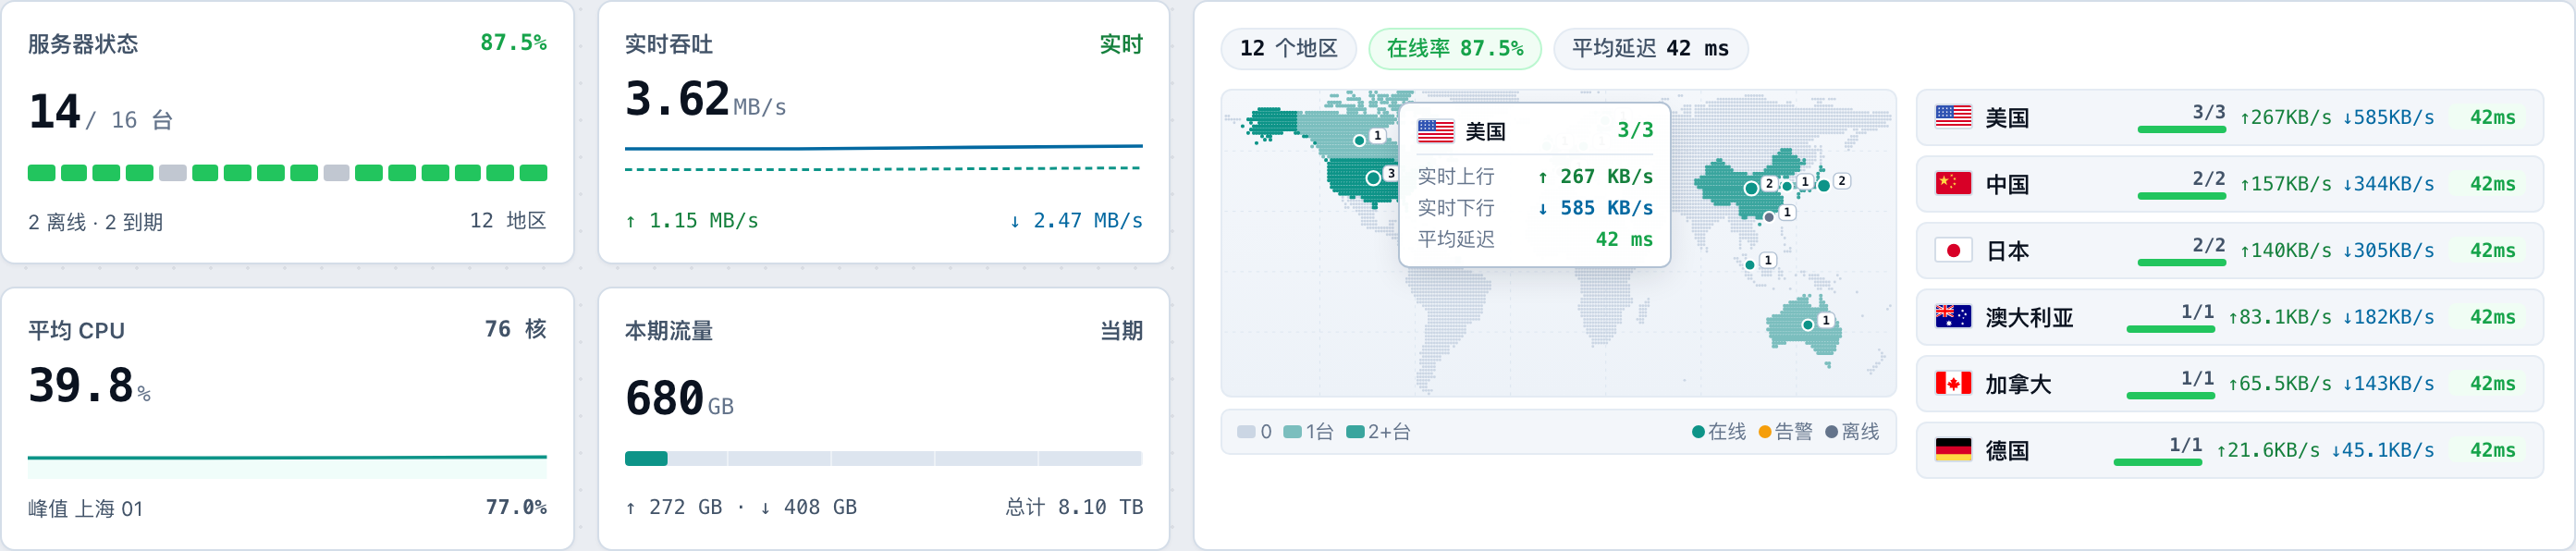 服务器状态 87.5%
14 / 16 台
2 离线 · 2 到期 12 地区
实时吞吐 实时
3.62 MB/s
↑ 1.15 MB/s ↓ 2.47 MB/s
平均 CPU 76 核
39.8 %
峰值 上海 01 77.0%
本期流量 当期
680 GB
↑ 272 GB · ↓ 408 GB 总计 8.10 TB
12 个地区 在线率 87.5% 平均延迟 42 ms
1
3
美国 3/3
实时上行 ↑ 267 KB/s
实时下行 ↓ 585 KB/s
平均延迟 42 ms
2 1 2
1
1
1
0 1台 2+台 在线 告警 离线
美国 3/3 ↑267KB/s ↓585KB/s 42ms
中国 2/2 ↑157KB/s ↓344KB/s 42ms
日本 2/2 ↑140KB/s ↓305KB/s 42ms
澳大利亚 1/1 ↑83.1KB/s ↓182KB/s 42ms
加拿大 1/1 ↑65.5KB/s ↓143KB/s 42ms
德国 1/1 ↑21.6KB/s ↓45.1KB/s 42ms